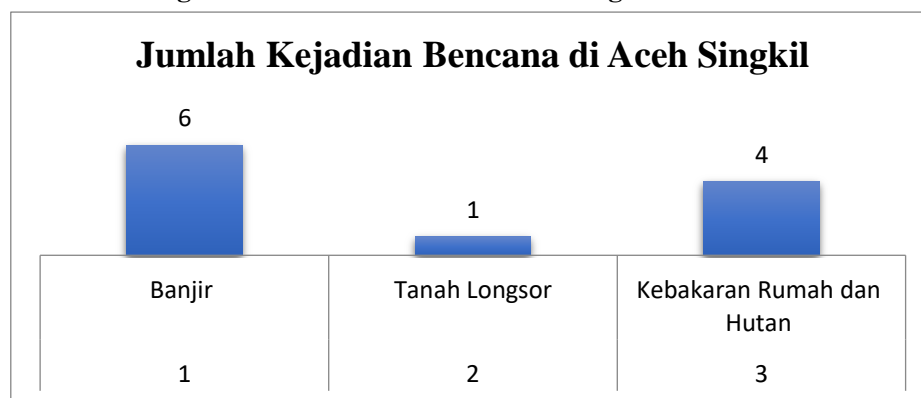 Jumlah Kejadian Bencana di Aceh Singkil
6
1
4
Banjir
Tanah Longsor
Kebakaran Rumah dan
Hutan
1
2
3